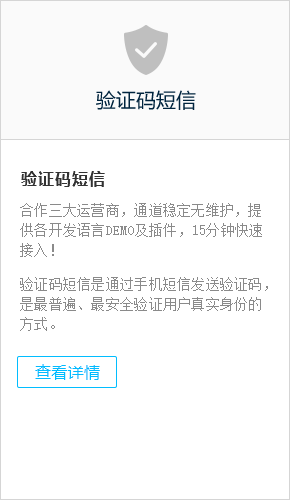 验证码短信
验证码短信
合作三大运营商，通道稳定无维护，提
供各开发语言DEMO及插件，15分钟快速
接入！
验证码短信是通过手机短信发送验证码，
是最普遍、最安全验证用户真实身份的
方式。
查看详情